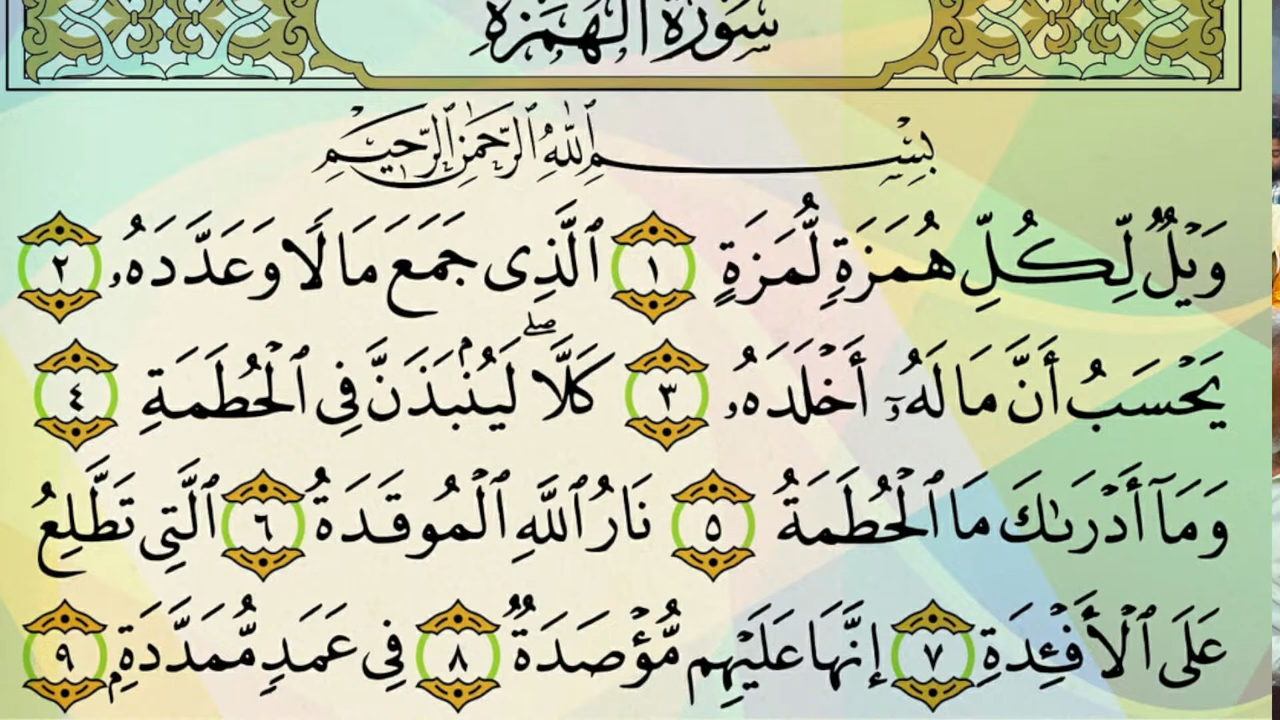 سُورَةُ الْهُمَزَةِ
بِسْمِ ٱللَّهِ ٱلرَّحْمَٰنِ ٱلرَّحِيمِ
وَيْلٌ لِّكُلِّ هُمَزَةٍ لُّمَزَةٍ ١ ٱلَّذِى جَمَعَ مَالًا وَعَدَّدَهُۥ ٢
يَحْسَبُ أَنَّ مَالَهُۥٓ أَخْلَدَهُۥ ٣ كَلَّا ۖ لَيُنۢبَذَنَّ فِى ٱلْحُطَمَةِ ٤
وَمَآ أَدْرَىٰكَ مَا ٱلْحُطَمَةُ ٥ نَارُ ٱللَّهِ ٱلْمُوقَدَةُ ٦ ٱلَّتِى تَطَّلِعُ
عَلَى ٱلْأَفْـِٔدَةِ ٧ إِنَّهَا عَلَيْهِم مُّؤْصَدَةٌ ٨ فِى عَمَدٍ مُّمَدَّدَةٍۭ ٩